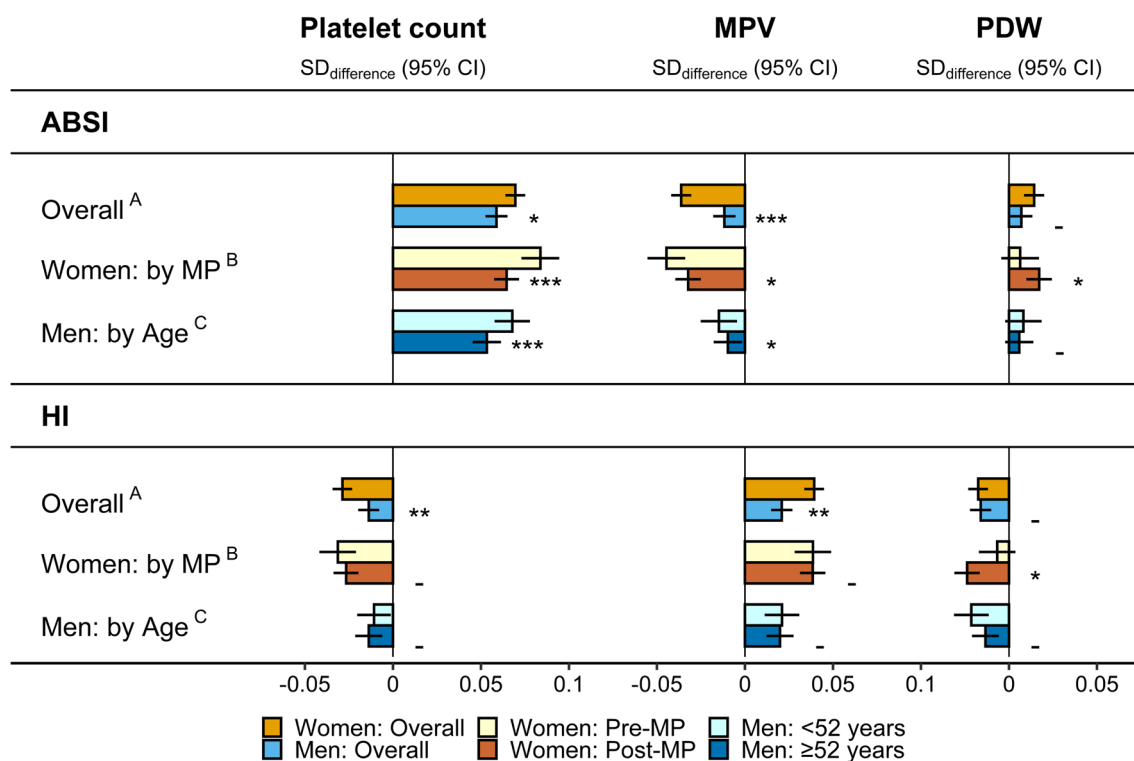 Platelet count MPV PDW
SDdifference (95% CI) SDdifference (95% CI) SDdifference (95% CI)
ABSI
Overall A * *** -
Women: by MP B *** * *
Men: by Age C *** * -
HI
Overall A ** ** -
Women: by MP B - - *
Men: by Age C - - -
-0.05 0 0.05 0.1 -0.05 0 0.05 0 0.05
Women: Overall Women: Pre-MP Men: <52 years
Men: Overall Women: Post-MP Men: ≥52 years